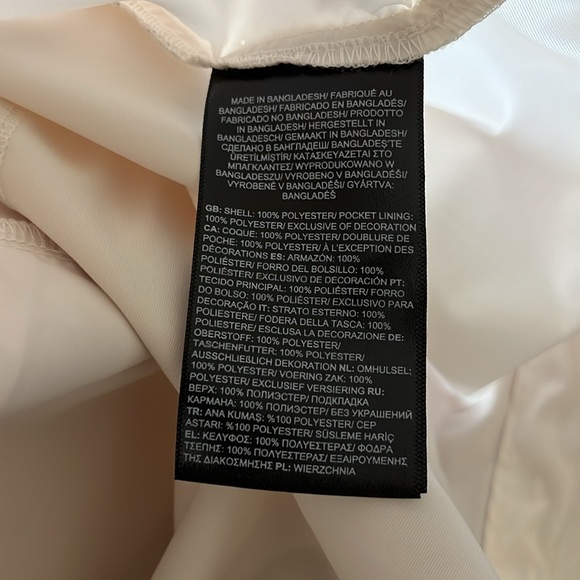 MADE IN BANGLADESH/ FABRIQUÉ AU
BANGLADESH/ FABRICADO EN BANGLADÉS/
FABRICADO NO BANGLADESH/ PRODOTTO
IN BANGLADESH/ HERGESTELLT IN
BANGLADESCH/ GEMAAKT IN BANGLADESH/
СДЕЛАНО В БАНГЛАДЕШ/ BANGLADEŞ'TE
ÜRETİLMİŞTİR/ ΚΑΤΑΣΚΕΥΑΖΕΤΑΙ ΣΤΟ
ΜΠΑΓΚΛΑΝΤΕΣ/ WYPRODUKOWANO W
BANGLADESZU/ VYROBENO V BANGLADÉŠI/
VYROBENÉ V BANGLADÉŠI/ GYÁRTVA:
BANGLADÉS
GB: SHELL: 100% POLYESTER/ POCKET LINING:
100% POLYESTER/ EXCLUSIVE OF DECORATION
CA: COQUE: 100% POLYESTER/ DOUBLURE DE
POCHE: 100% POLYESTER/ À L'EXCEPTION DES
DÉCORATIONS ES: ARMAZÓN: 100%
POLIÉSTER/ FORRO DEL BOLSILLO: 100%
POLIÉSTER/ EXCLUSIVO DE DECORACIÓN PT:
TECIDO PRINCIPAL: 100% POLIÉSTER/ FORRO
DO BOLSO: 100% POLIÉSTER/ EXCLUSIVO PARA
DECORAÇÃO IT: STRATO ESTERNO: 100%
POLIESTERE/ FODERA DELLA TASCA: 100%
POLIESTERE/ ESCLUSA LA DECORAZIONE DE:
OBERSTOFF: 100% POLYESTER/
TASCHENFUTTER: 100% POLYESTER/
AUSSCHLIEßLICH DEKORATION NL: OMHULSEL:
100% POLYESTER/ VOERING ZAK: 100%
POLYESTER/ EXCLUSIEF VERSIERING RU:
ВЕРХ: 100% ПОЛИЭСТЕР/ ПОДКЛАДКА
КАРМАНА: 100% ПОЛИЭСТЕР/ БЕЗ УКРАШЕНИЙ
TR: ANA KUMAŞ: %100 POLYESTER/ CEP
ASTARI: %100 POLYESTER/ SÜSLEME HARİÇ
EL: ΚΕΛΥΦΟΣ: 100% ΠΟΛΥΕΣΤΕΡΑΣ/ ΦΟΔΡΑ
ΤΣΕΠΗΣ: 100% ΠΟΛΥΕΣΤΕΡΑΣ/ ΕΞΑΙΡΟΥΜΕΝΗΣ
ΤΗΣ ΔΙΑΚΟΣΜΗΣΗΣ PL: WIERZCHNIA